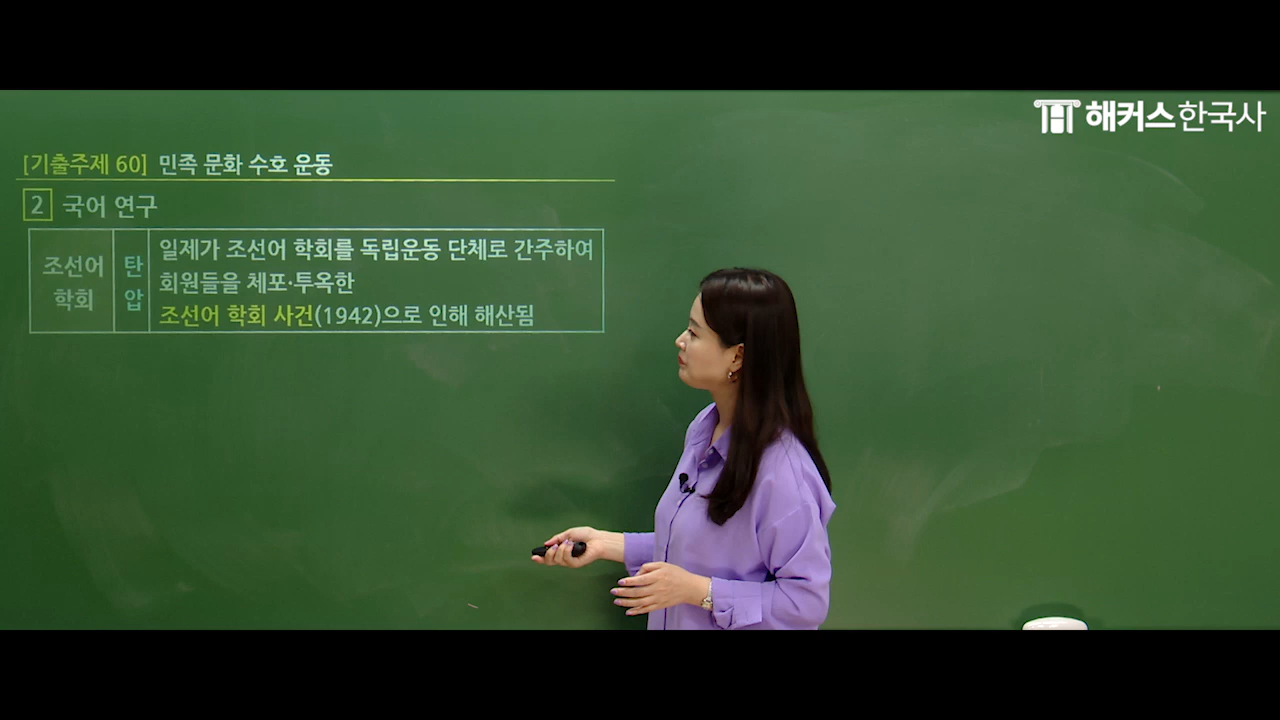 해커스한국사
[기출주제 60] 민족 문화 수호 운동
2 국어 연구
조선어
학회
탄
압
일제가 조선어 학회를 독립운동 단체로 간주하여
회원들을 체포·투옥한
조선어 학회 사건(1942)으로 인해 해산됨